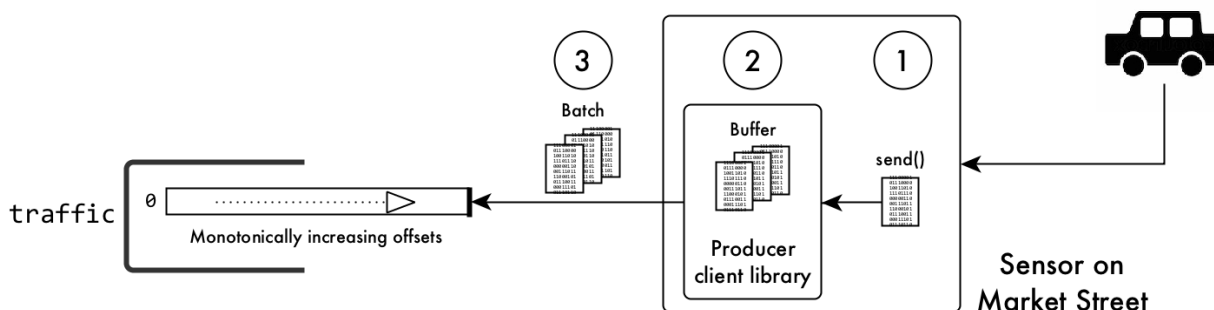 3
2
1
Batch
Buffer
send()
traffic
0
Monotonically increasing offsets
Producer
client library
Sensor on
Market Street